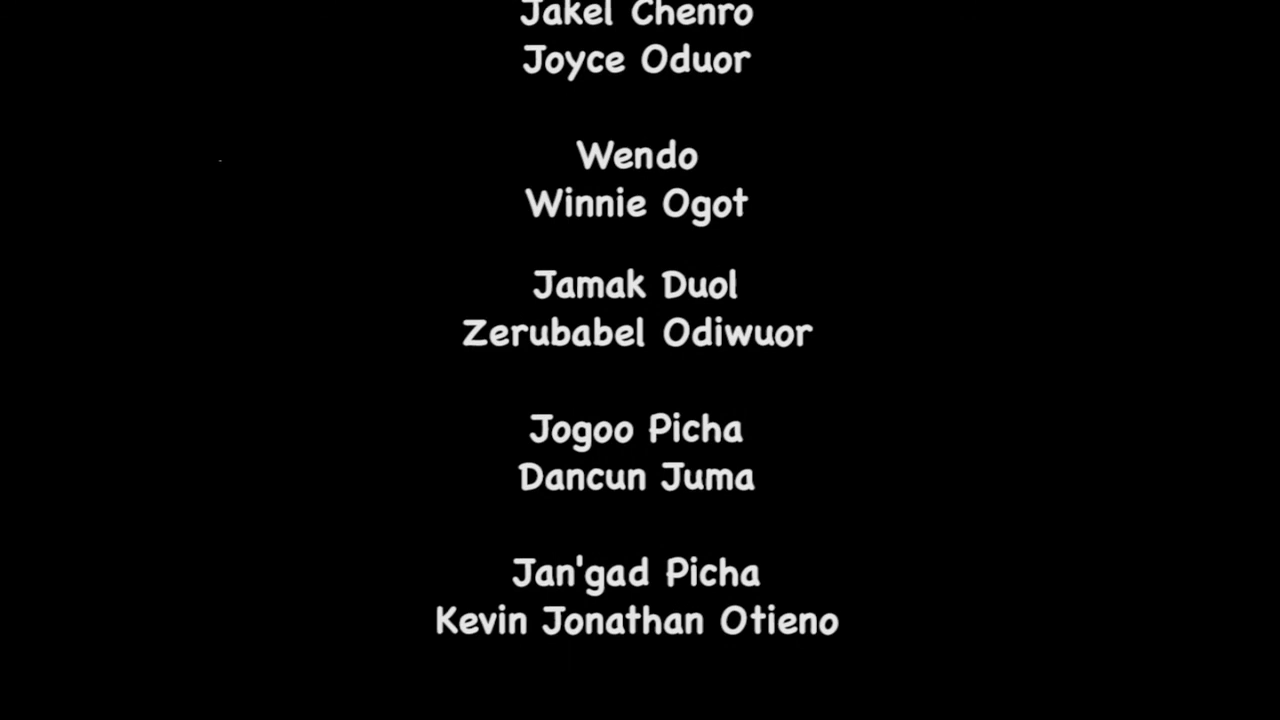 Jakel Chenro
Joyce Oduor
Wendo
Winnie Ogot
Jamak Duol
Zerubabel Odiwuor
Jogoo Picha
Dancun Juma
Jan'gad Picha
Kevin Jonathan Otieno